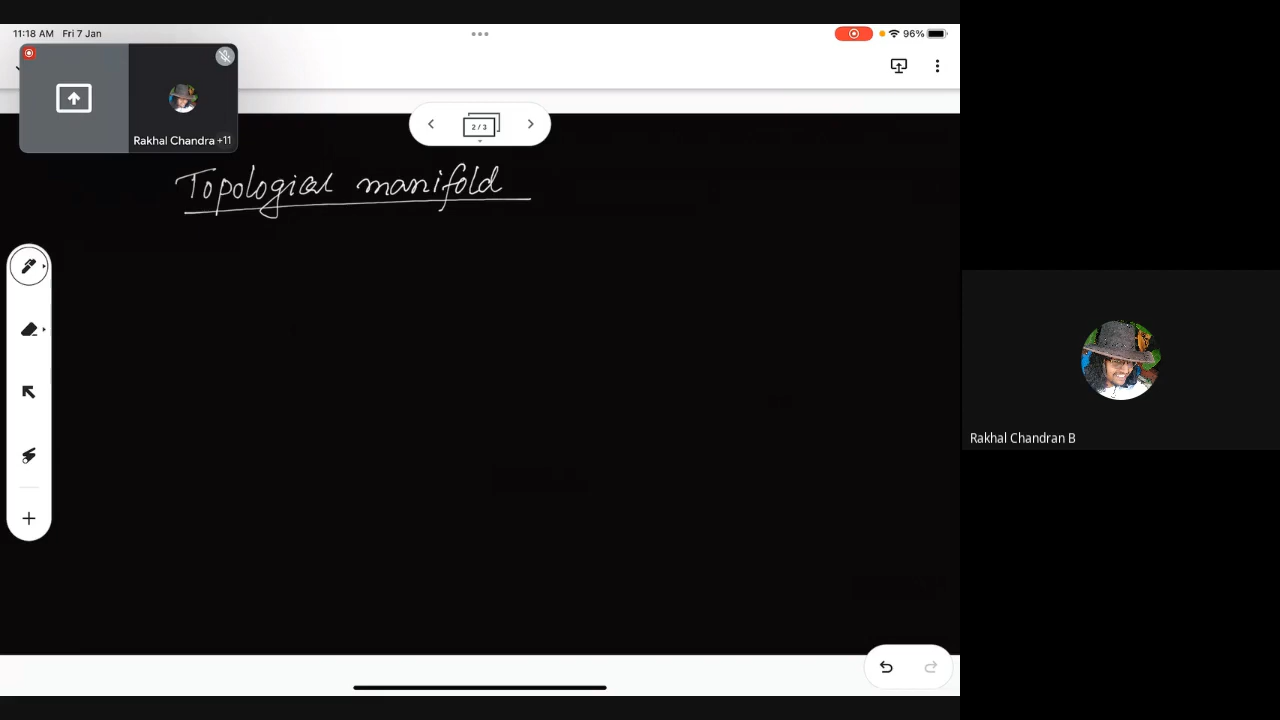 11:18 AM Fri 7 Jan
96%
Rakhal Chandra +11
2 / 3
Topological manifold
Rakhal Chandran B